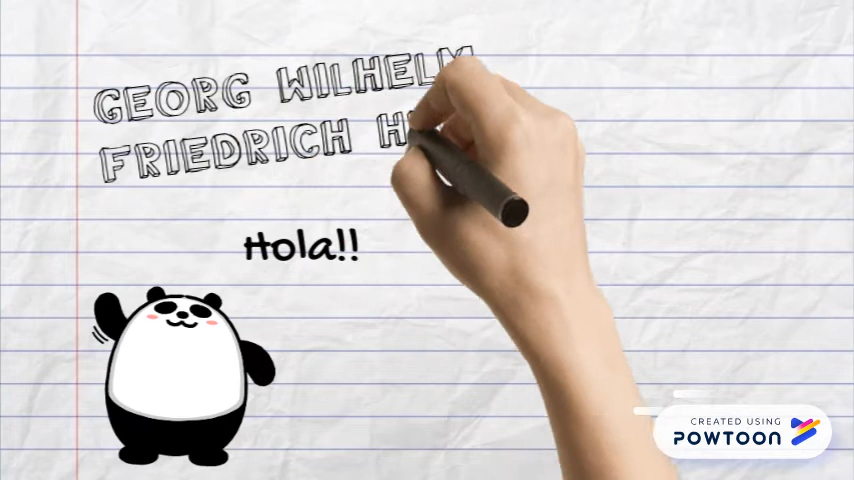 GEORG WILHELM
FRIEDRICH H
Hola!!
CREATED USING
POWTOON